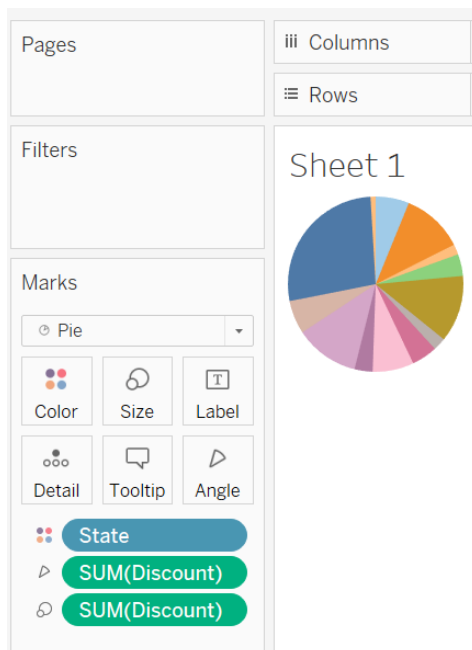 Pages
iii Columns
Rows
Filters
Sheet 1
Marks
Pie
Color
Size
T
Label
Detail
Tooltip
Angle
State
SUM(Discount)
SUM(Discount)